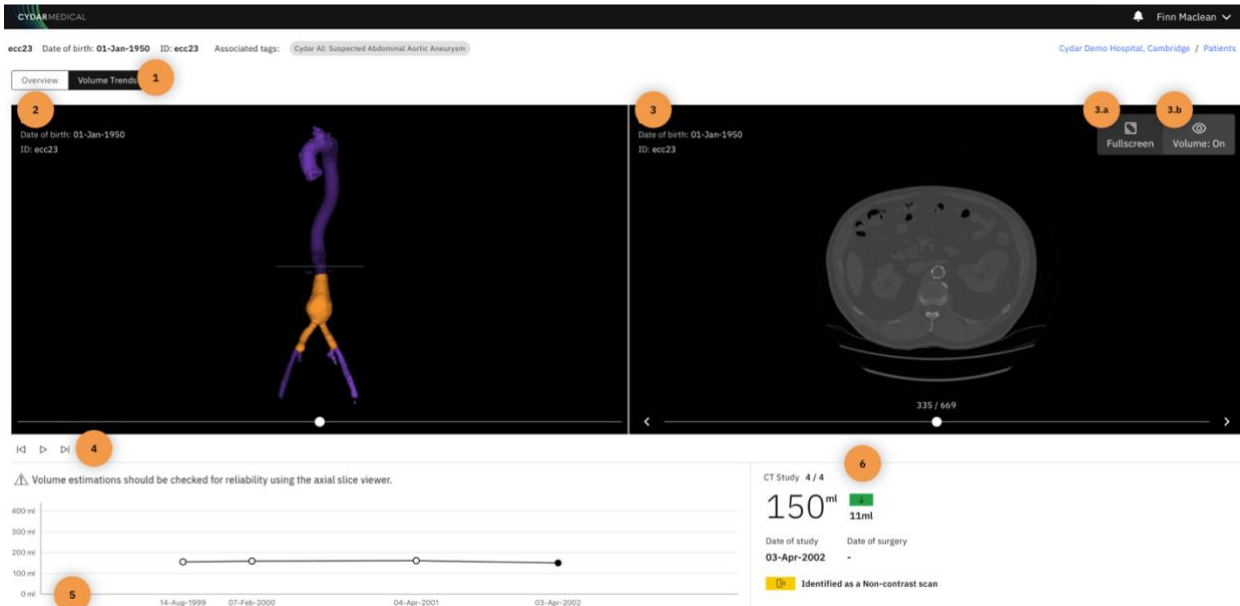 CYDARMEDICAL
Finn Maclean
ecc23 Date of birth: 01-Jan-1950 ID: ecc23 Associated tags: Cydar AI: Suspected Abdominal Aortic Aneurysm
Cydar Demo Hospital, Cambridge / Patients
Overview Volume Trends 1
2
Date of birth: 01-Jan-1950
ID: ecc23
3
Date of birth: 01-Jan-1950
ID: ecc23
3.a 3.b
Fullscreen Volume: On
335 / 669
4
Volume estimations should be checked for reliability using the axial slice viewer.
400 ml
300 ml
200 ml
100 ml
0 ml
5
14-Aug-1999 07-Feb-2000 04-Apr-2001 03-Apr-2002
6
CT Study 4 / 4
150 ml
11ml
Date of study Date of surgery
03-Apr-2002 -
Identified as a Non-contrast scan